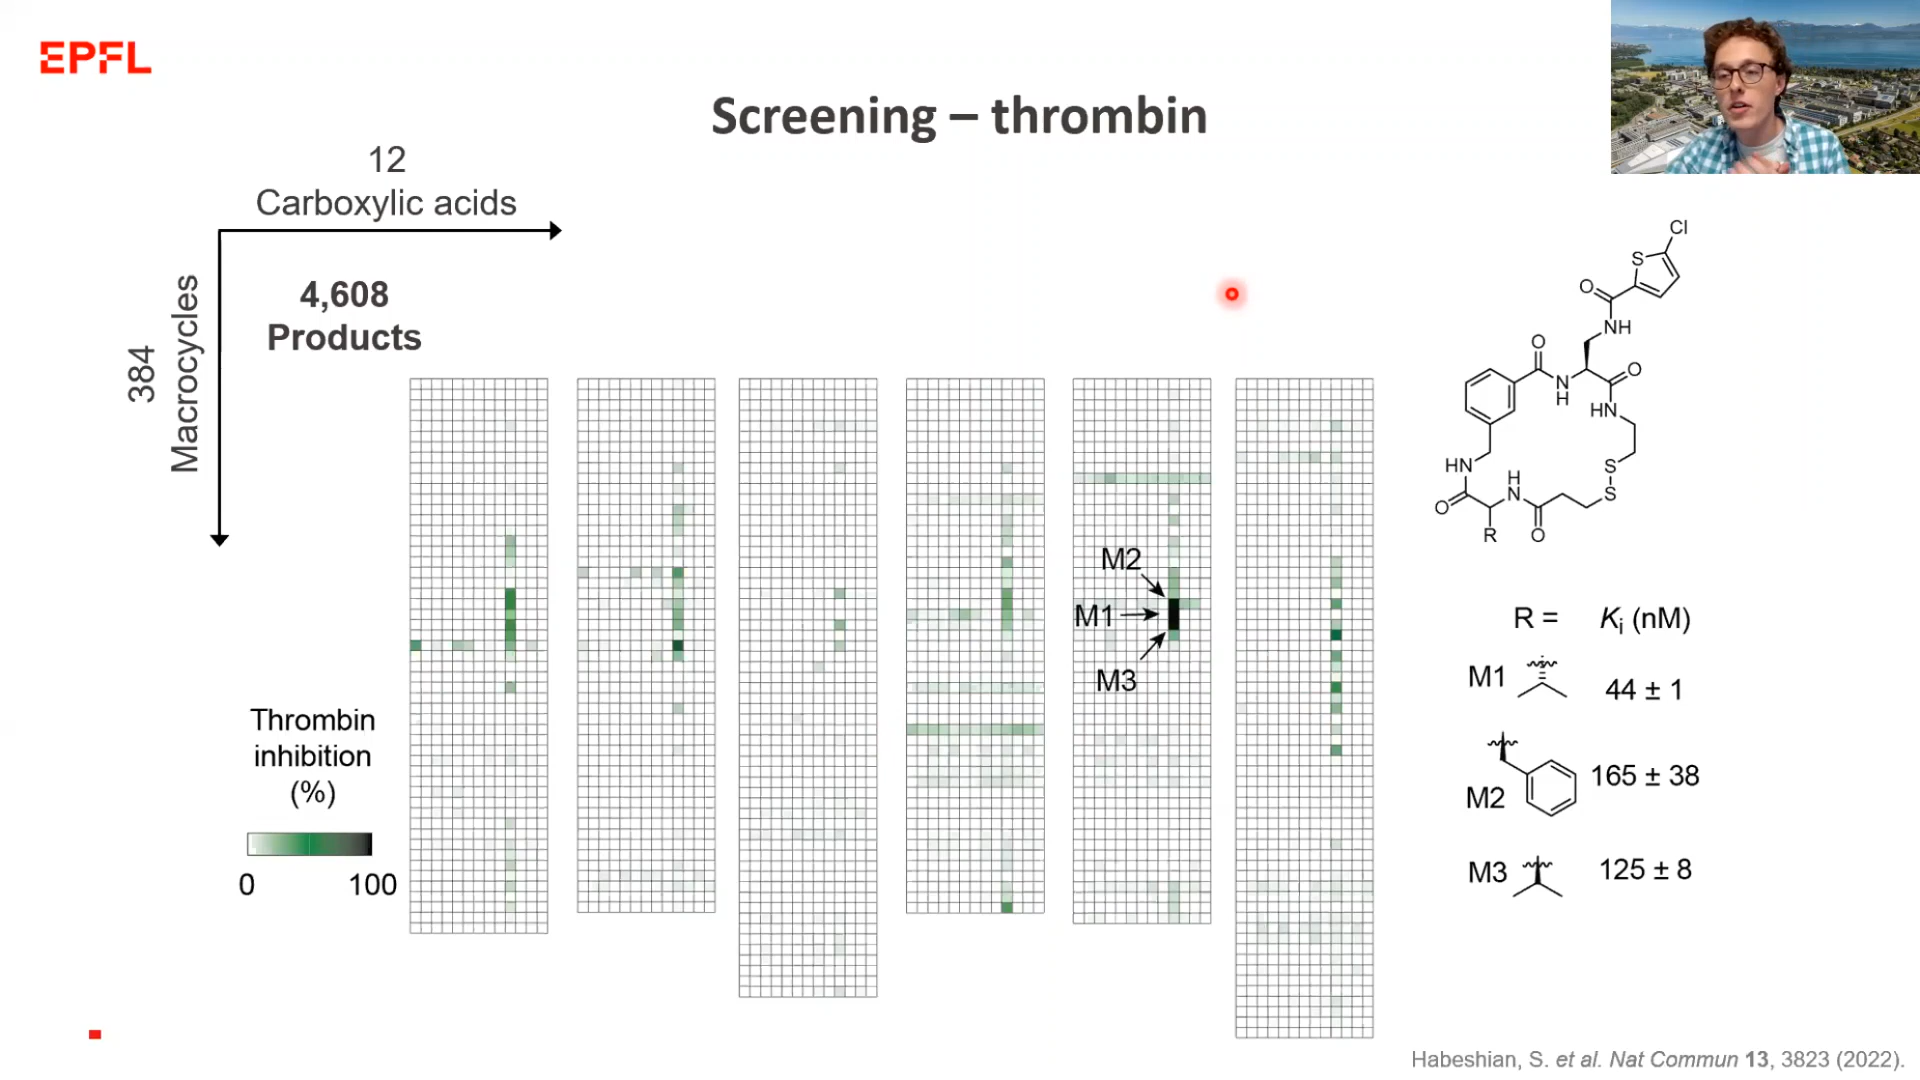 EPFL
Screening – thrombin
12
Carboxylic acids
384
Macrocycles
4,608
Products
M2
M1
M3
Thrombin
inhibition
(%)
0 100
Cl
S
O
NH
O
N
H
O
HN
HN
O
H
N
R
O
S
S
R = Ki (nM)
M1 44 ± 1
M2 165 ± 38
M3 125 ± 8
Habeshian, S. et al. Nat Commun 13, 3823 (2022).